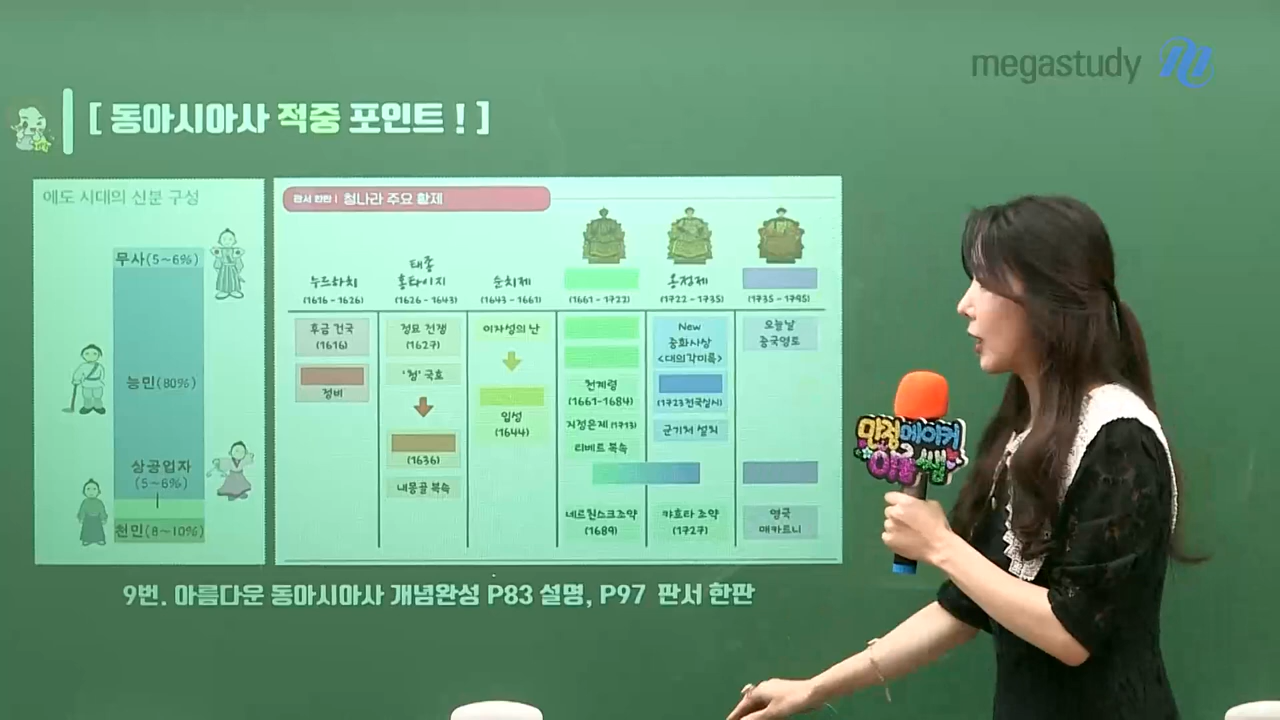 megastudy
[ 동아시아사 적중 포인트 ! ]
에도 시대의 신분 구성
무사(5~6%)
농민(80%)
상공업자
(5~6%)
천민(8~10%)
판서 한판 | 청나라 주요 황제
누르하치
(1616 - 1626)
후금 건국
(1616)
정비
태종
홍타이지
(1626 - 1643)
정묘 전쟁
(1627)
'청' 국호
(1636)
내몽골 복속
순치제
(1643 - 1661)
이자성의 난
입성
(1644)
(1661 - 1722)
천계령
(1661-1684)
지정은제 (1713)
티베트 복속
네르친스크조약
(1689)
옹정제
(1722 - 1735)
New
중화사상
<대의각미록>
(1723전국실시)
군기처 설치
캬흐타 조약
(1727)
(1735 - 1795)
오늘날
중국영토
영국
매카트니
9번. 아름다운 동아시아사 개념완성 P83 설명, P97 판서 한판
만점메이커
아름쌤